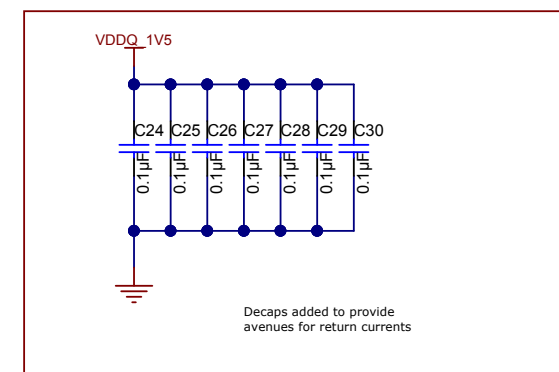 VDDQ_1V5
C24 C25 C26 C27 C28 C29 C30
0.1µF 0.1µF 0.1µF 0.1µF 0.1µF 0.1µF 0.1µF
Decaps added to provide
avenues for return currents